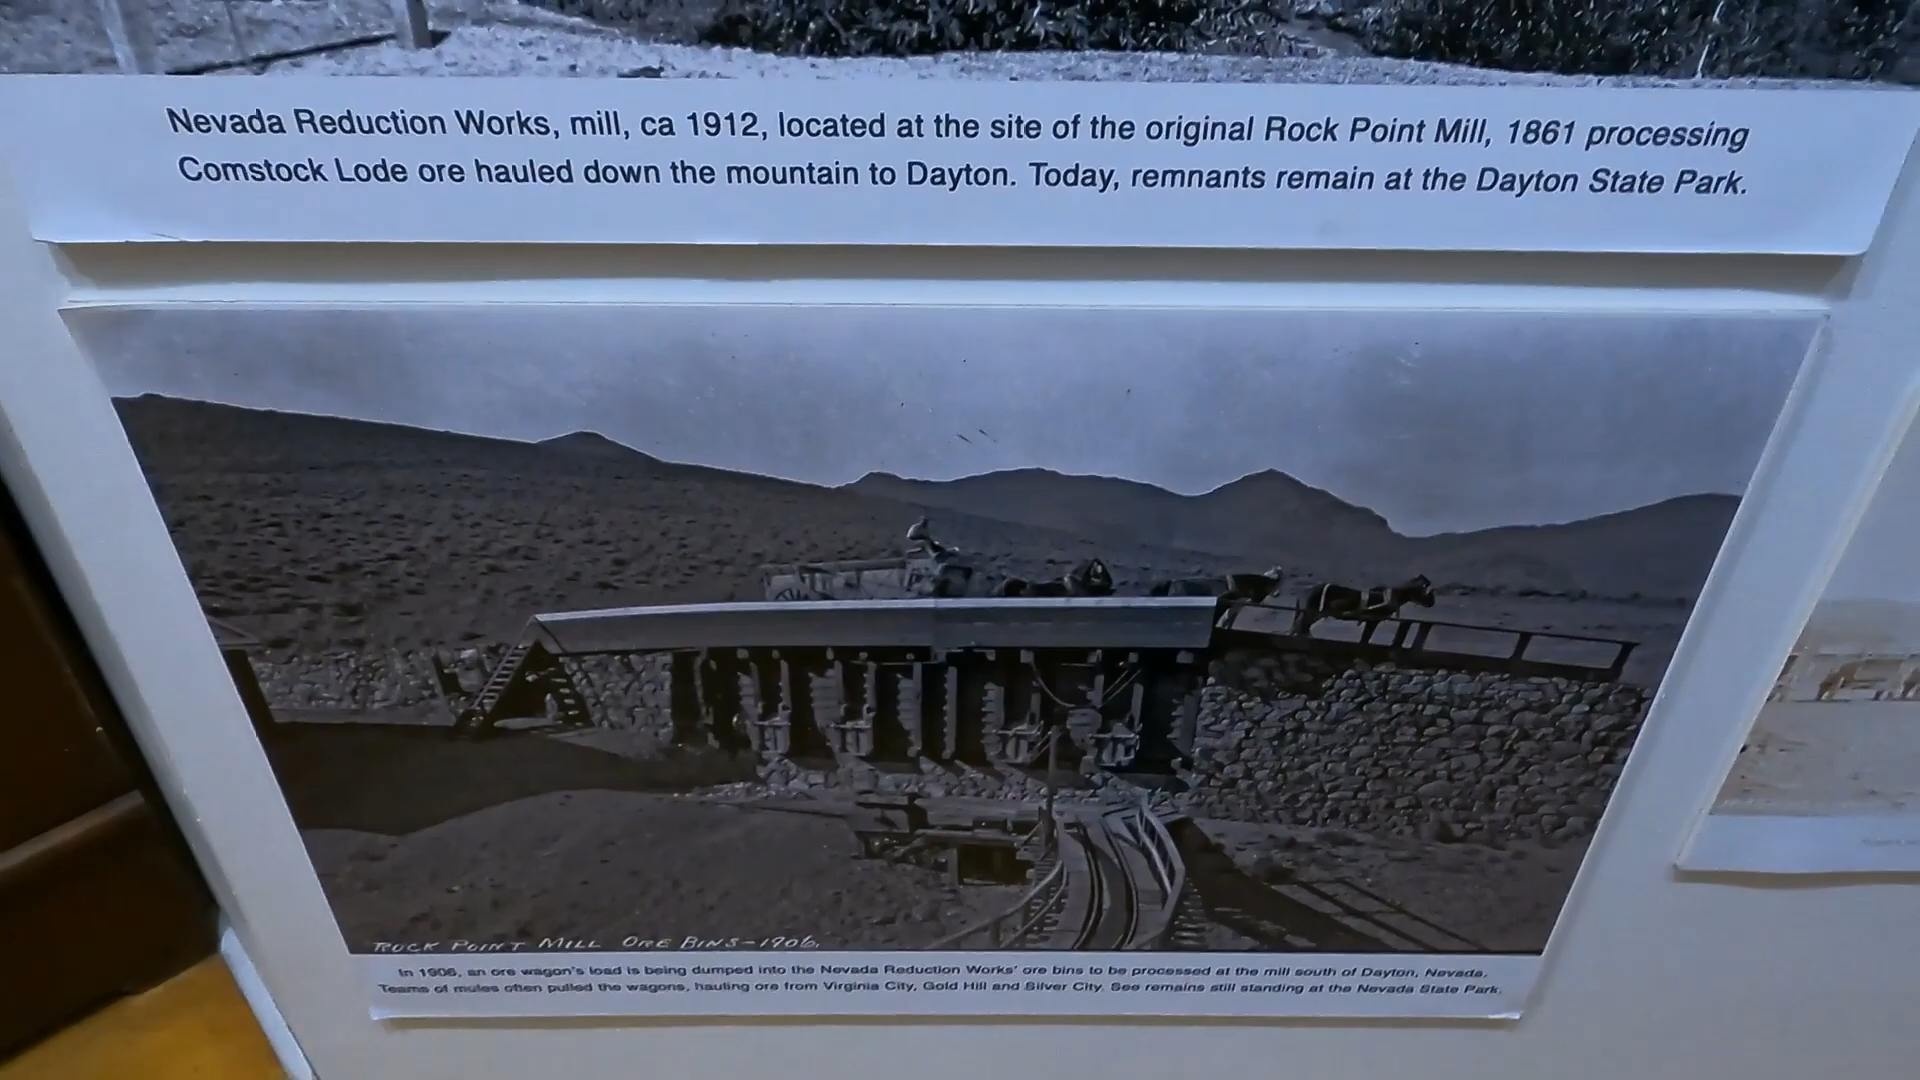 Nevada Reduction Works, mill, ca 1912, located at the site of the original Rock Point Mill, 1861 processing
Comstock Lode ore hauled down the mountain to Dayton. Today, remnants remain at the Dayton State Park.
ROCK POINT MILL ORE BINS-1906.
In 1906, an ore wagon's load is being dumped into the Nevada Reduction Works' ore bins to be processed at the mill south of Dayton, Nevada.
Teams of mules often pulled the wagons, hauling ore from Virginia City, Gold Hill and Silver City. See remains still standing at the Nevada State Park.